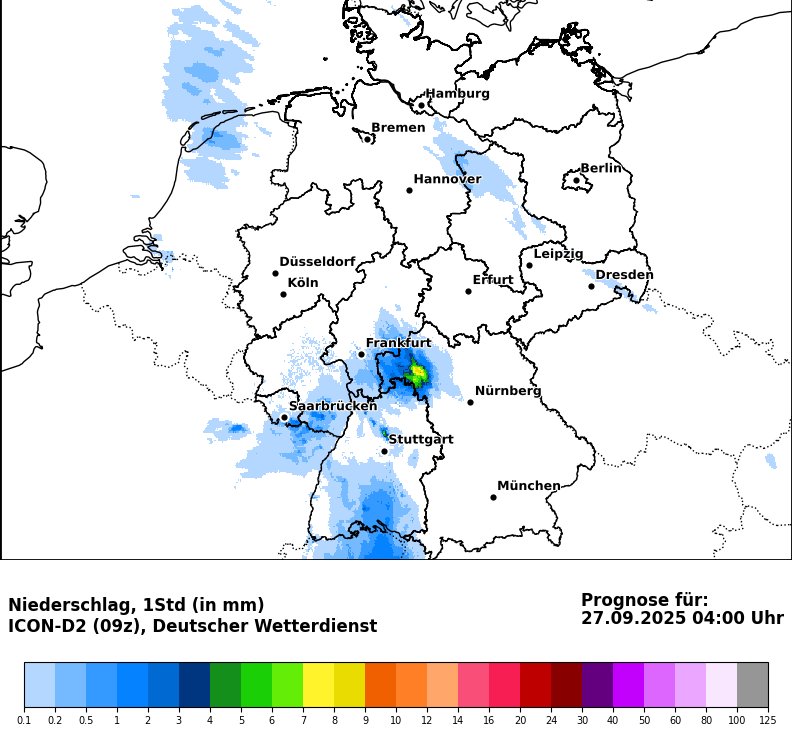 Hamburg
Bremen
Berlin
Hannover
Leipzig
Düsseldorf
Dresden
Köln
Erfurt
Frankfurt
Nürnberg
Saarbrücken
Stuttgart
München
Niederschlag, 1Std (in mm)
ICON-D2 (09z), Deutscher Wetterdienst
Prognose für:
27.09.2025 04:00 Uhr
0.1 0.2 0.5 1 2 3 4 5 6 7 8 9 10 12 14 16 20 24 30 40 50 60 80 100 125